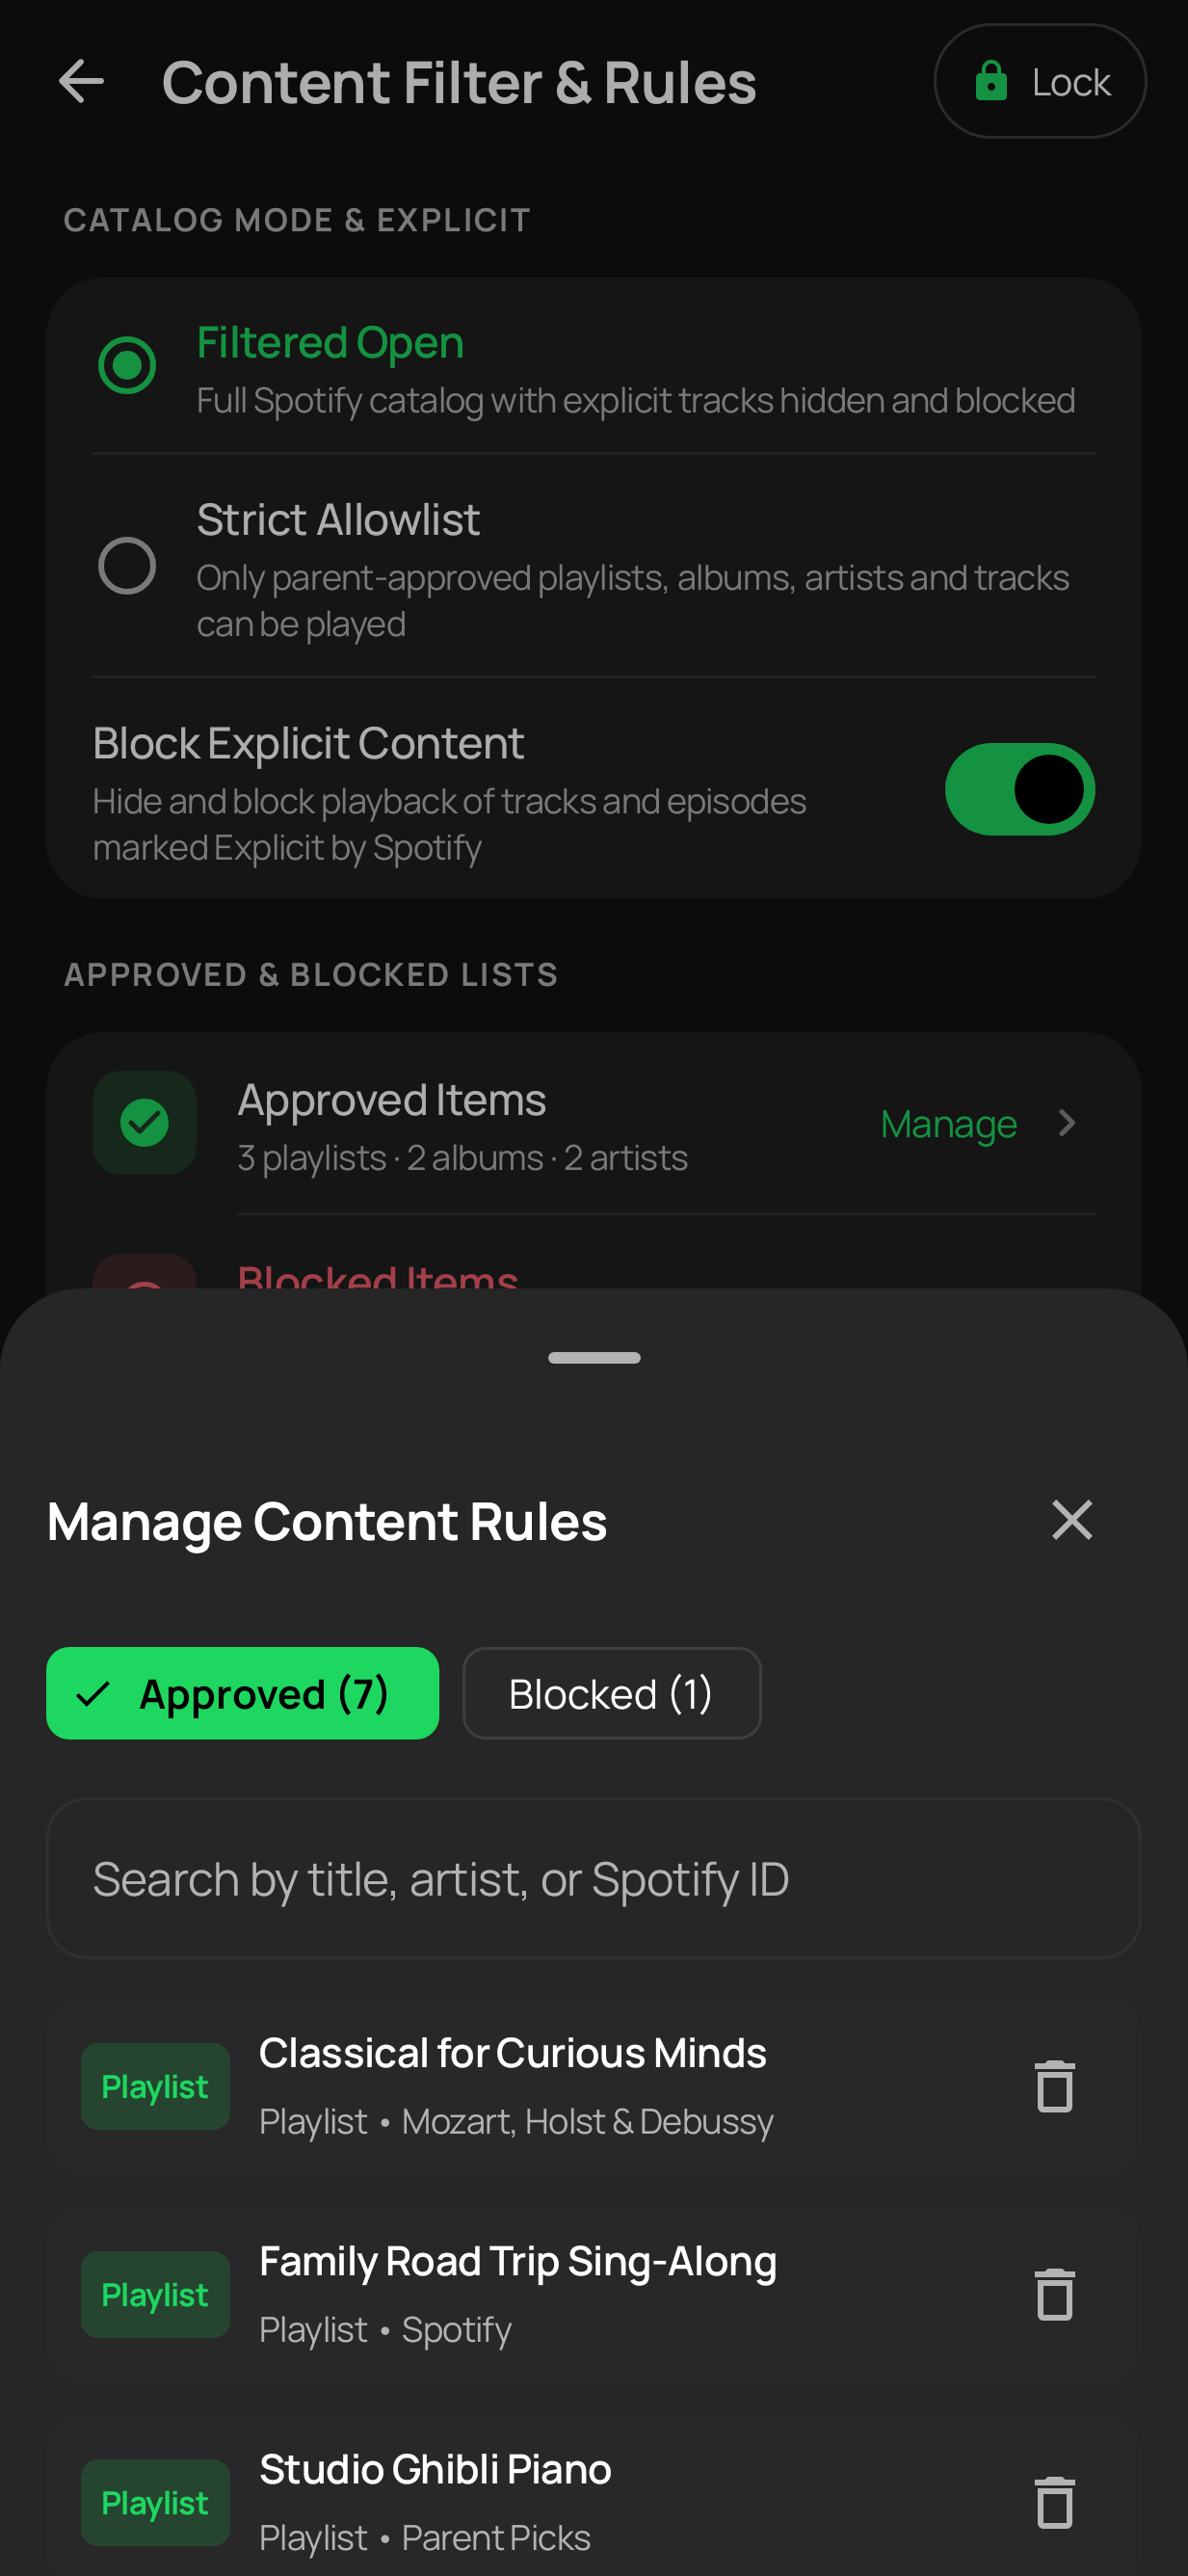 Content Filter & Rules
Lock
CATALOG MODE & EXPLICIT
Filtered Open
Full Spotify catalog with explicit tracks hidden and blocked
Strict Allowlist
Only parent-approved playlists, albums, artists and tracks
can be played
Block Explicit Content
Hide and block playback of tracks and episodes
marked Explicit by Spotify
APPROVED & BLOCKED LISTS
Approved Items
3 playlists · 2 albums · 2 artists
Manage
Blocked Items
Manage Content Rules
Approved (7)
Blocked (1)
Search by title, artist, or Spotify ID
Playlist
Classical for Curious Minds
Playlist • Mozart, Holst & Debussy
Playlist
Family Road Trip Sing-Along
Playlist • Spotify
Playlist
Studio Ghibli Piano
Playlist • Parent Picks